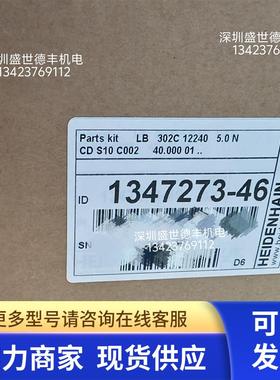 深圳盛世德丰机电
13423769112
深圳盛世德丰机电
13423769112
Parts kit LB 302C 12240 5.0 N
CD S10 C002 40.000 01 ..
ID 1347273-46
SN
深圳盛世德丰机电
13423769112
D6
HEIDENHAIN
更多型号请咨询在线客服
力商家 现货供应